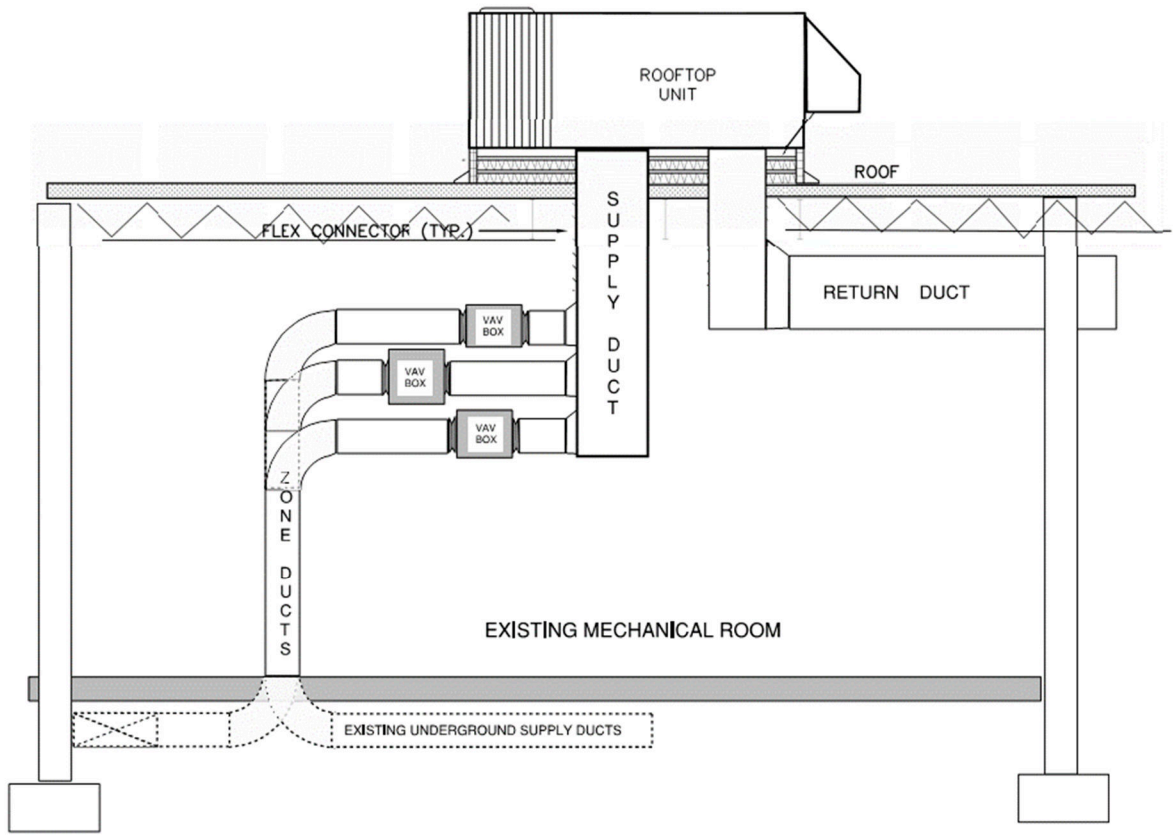 ROOFTOP
UNIT
ROOF
FLEX CONNECTOR (TYP.)
SUPPLY DUCT
RETURN DUCT
VAV
BOX
VAV
BOX
VAV
BOX
ZONE DUCTS
EXISTING MECHANICAL ROOM
EXISTING UNDERGROUND SUPPLY DUCTS